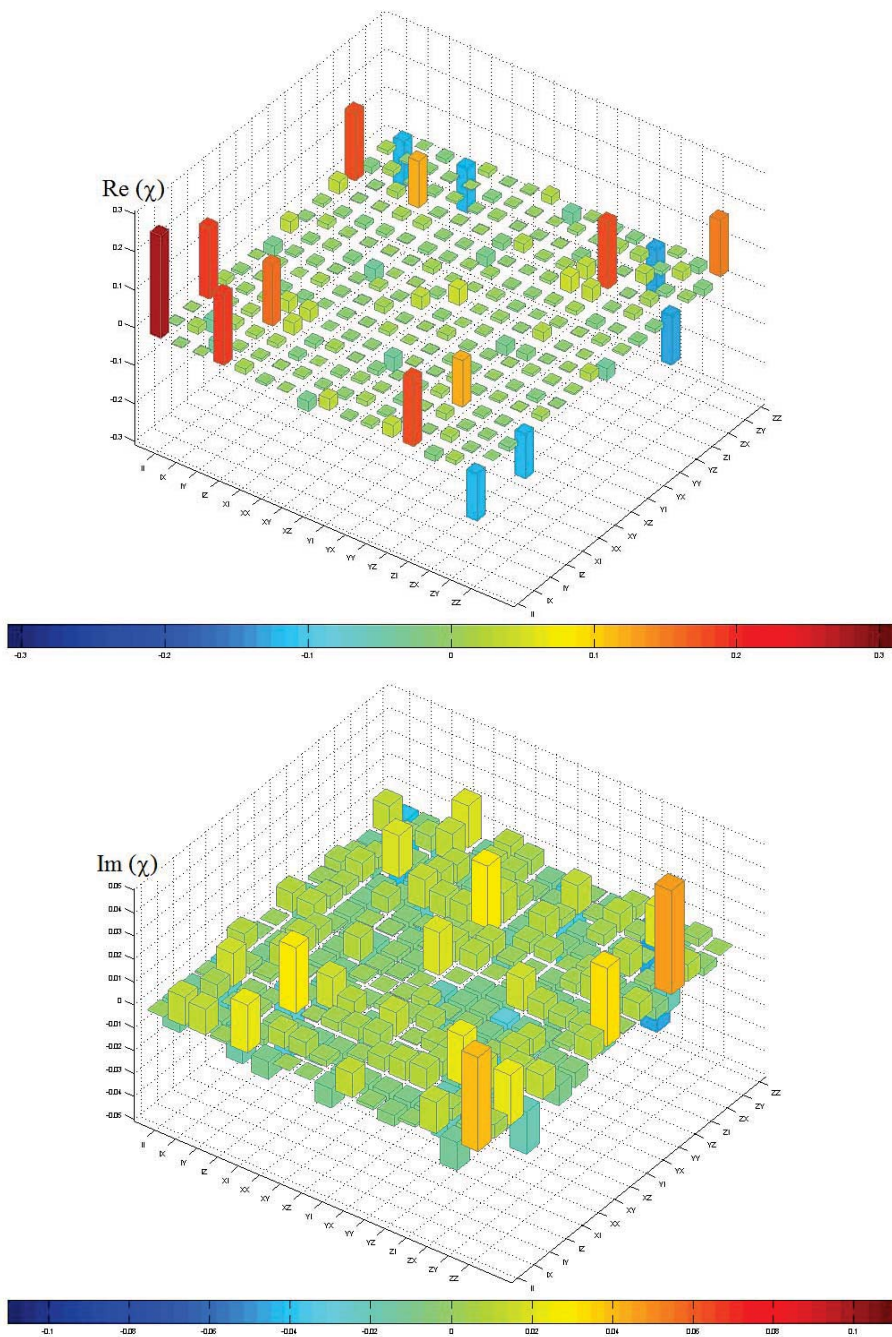 Re (χ)
0.3
0.2
0.1
0
-0.1
-0.2
-0.3
II
IX
IY
IZ
XI
XX
XY
XZ
YI
YX
YY
YZ
ZI
ZX
ZY
ZZ
II
IX
IY
IZ
XI
XX
XY
XZ
YI
YX
YY
YZ
ZI
ZX
ZY
ZZ
-0.3 -0.2 -0.1 0 0.1 0.2 0.3
Im (χ)
0.05
0.04
0.03
0.02
0.01
0
-0.01
-0.02
-0.03
-0.04
-0.05
II
IX
IY
IZ
XI
XX
XY
XZ
YI
YX
YY
YZ
ZI
ZX
ZY
ZZ
II
IX
IY
IZ
XI
XX
XY
XZ
YI
YX
YY
YZ
ZI
ZX
ZY
ZZ
-0.1 -0.08 -0.06 -0.04 -0.02 0 0.02 0.04 0.06 0.08 0.1